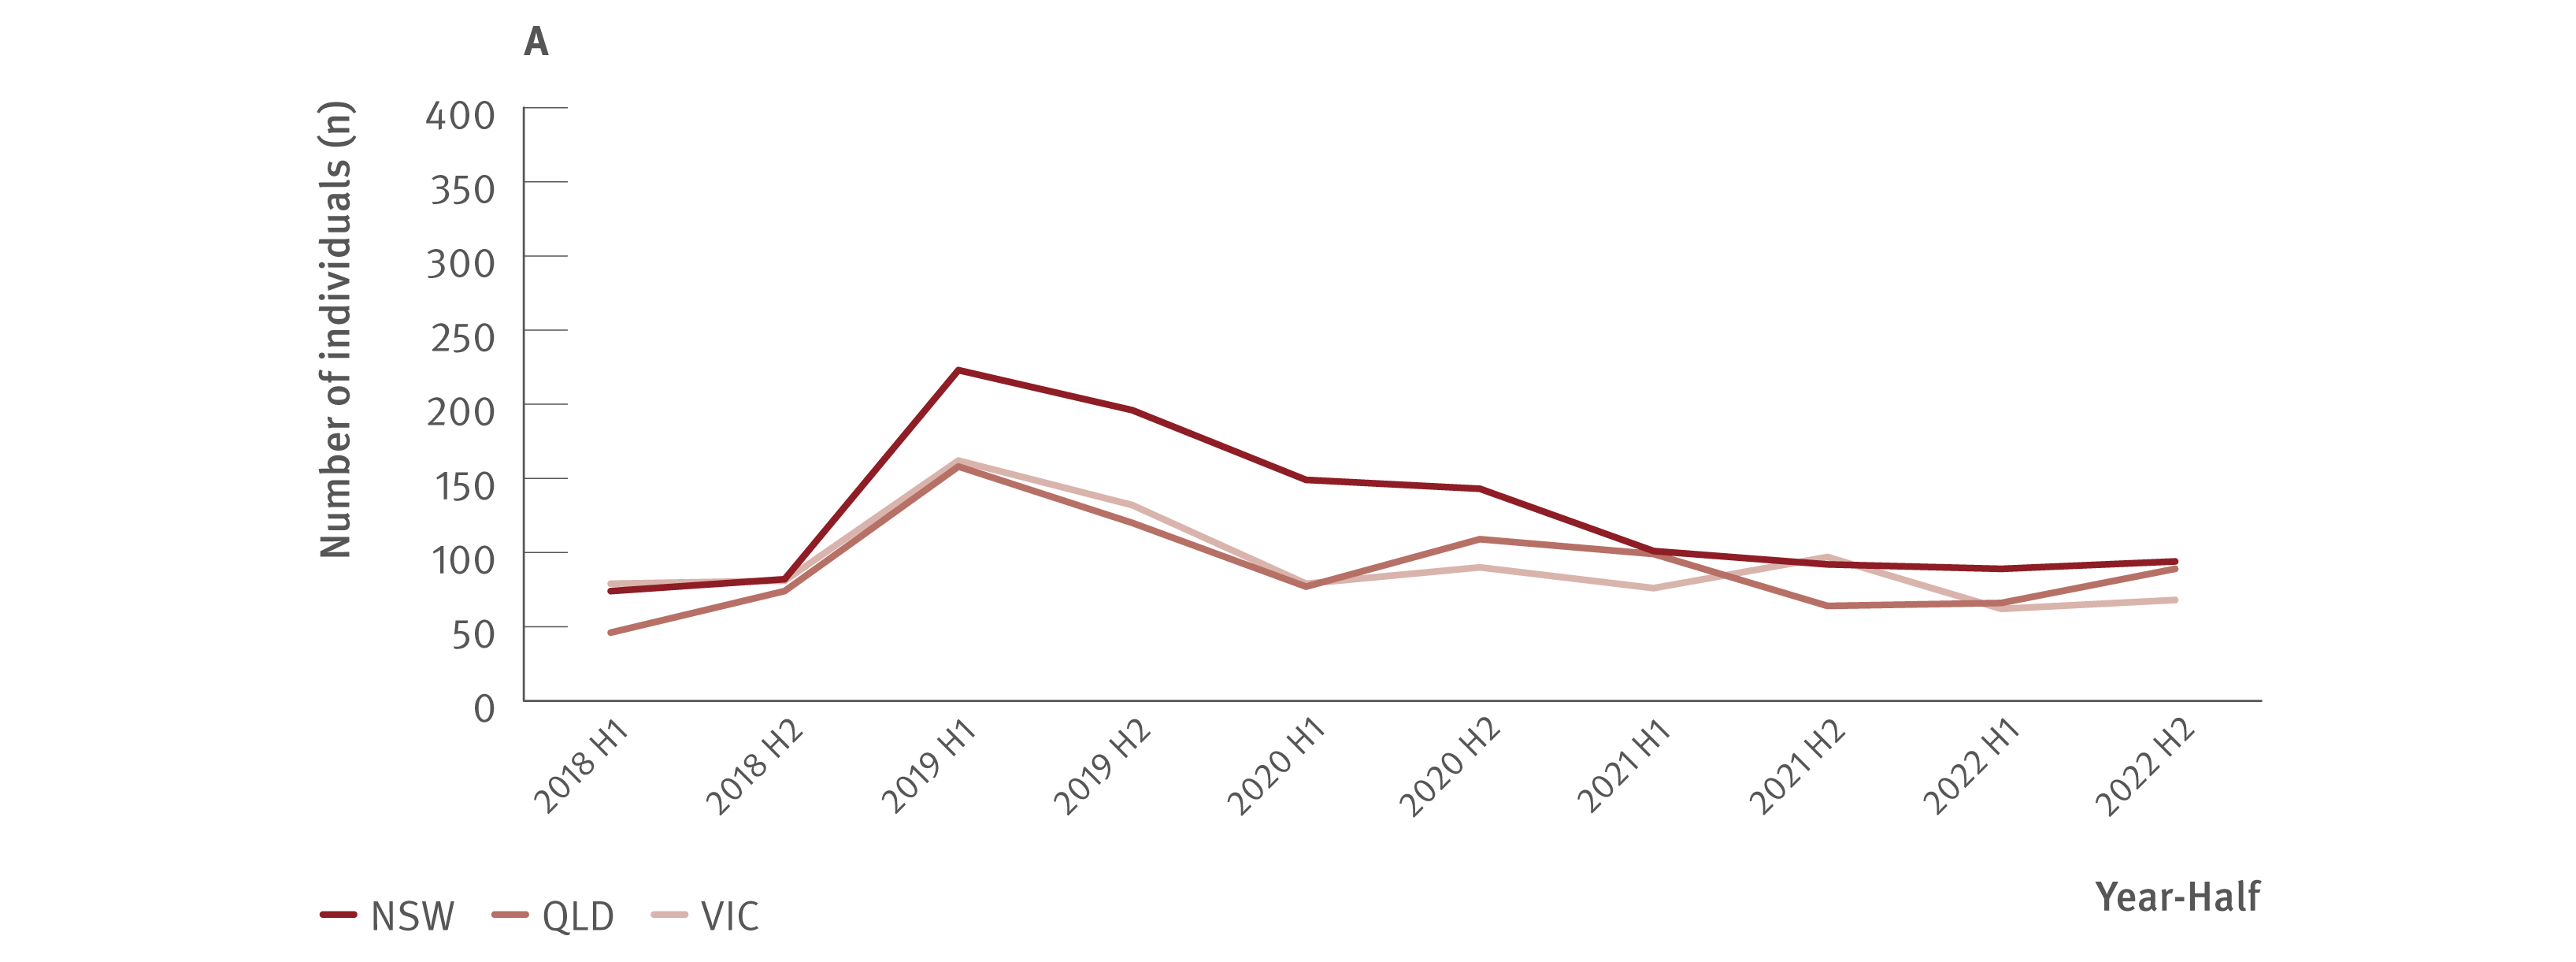 A
Number of individuals (n)
400
350
300
250
200
150
100
50
0
2018 H1
2018 H2
2019 H1
2019 H2
2020 H1
2020 H2
2021 H1
2021 H2
2022 H1
2022 H2
Year-Half
NSW QLD VIC